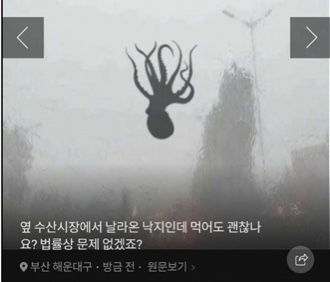 옆 수산시장에서 날라온 낙지인데 먹어도 괜찮나
요? 법률상 문제 없겠죠?
부산 해운대구 · 방금 전 · 원문보기 >